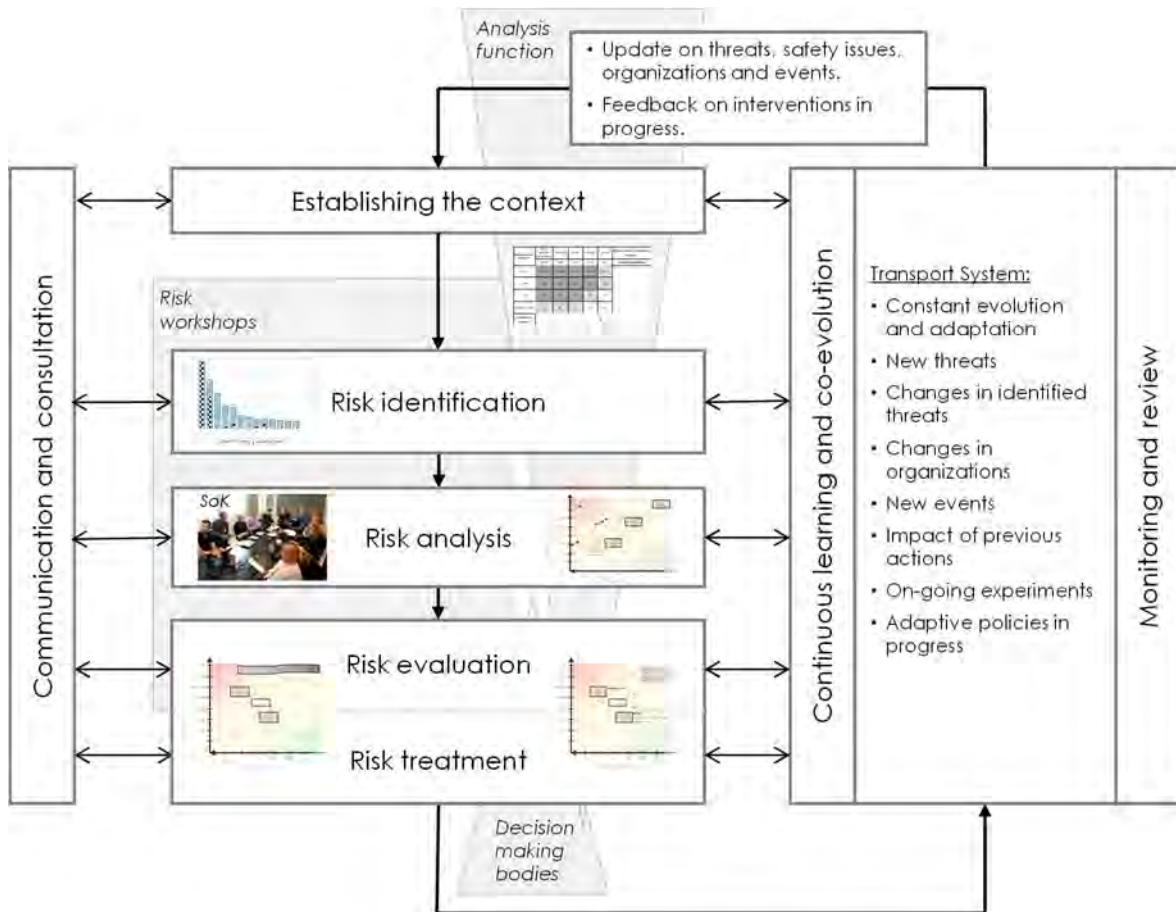 Analysis
function
• Update on threats, safety issues,
organizations and events.
• Feedback on interventions in
progress.
Communication and consultation
Establishing the context
Risk
workshops
Risk identification
SoK
Risk analysis
Risk evaluation
Risk treatment
Decision
making
bodies
Continuous learning and co-evolution
Transport System:
• Constant evolution
and adaptation
• New threats
• Changes in identified
threats
• Changes in
organizations
• New events
• Impact of previous
actions
• On-going experiments
• Adaptive policies in
progress
Monitoring and review